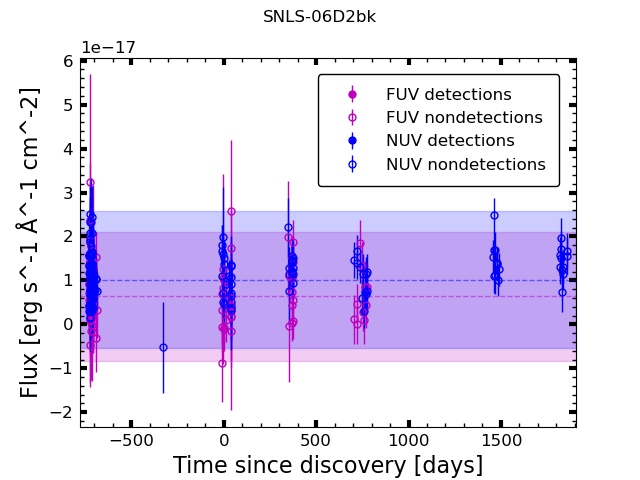 SNLS-06D2bk
1e−17
6
5
4
3
2
1
0
−1
−2
Flux [erg s^-1 Å^-1 cm^-2]
FUV detections
FUV nondetections
NUV detections
NUV nondetections
−500
0
500
1000
1500
Time since discovery [days]